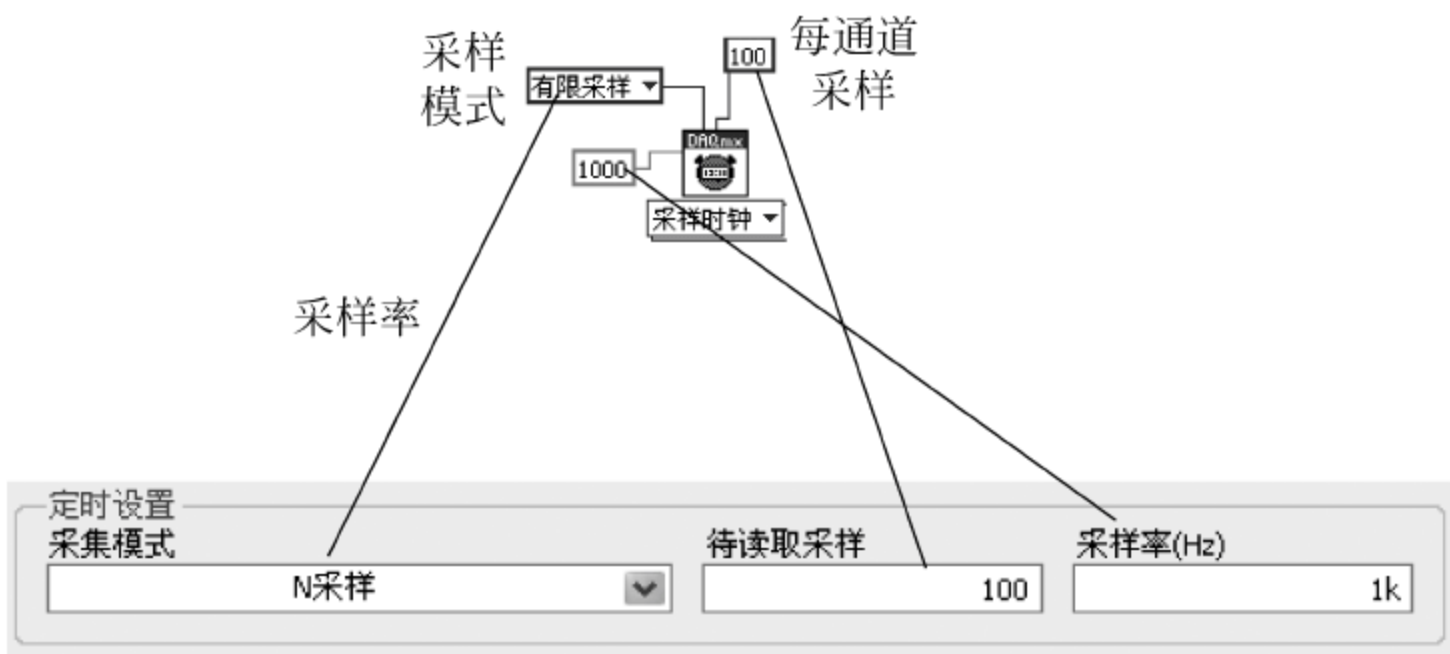 采样
模式
有限采样
100
每通道
采样
DAQmx
1000
采样时钟
采样率
定时设置
采集模式
待读取采样
采样率(Hz)
N采样
100
1k